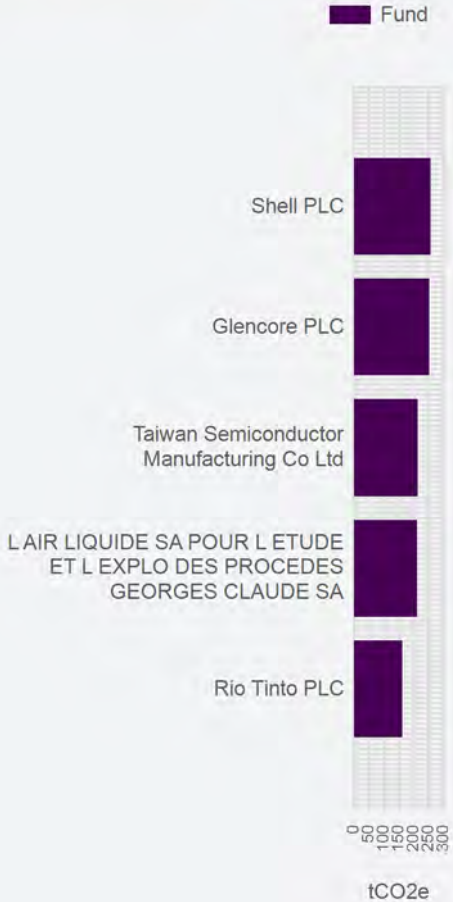 Fund
Shell PLC
Glencore PLC
Taiwan Semiconductor
Manufacturing Co Ltd
L AIR LIQUIDE SA POUR L ETUDE
ET L EXPLO DES PROCEDES
GEORGES CLAUDE SA
Rio Tinto PLC
0
50
100
150
200
250
300
tCO2e